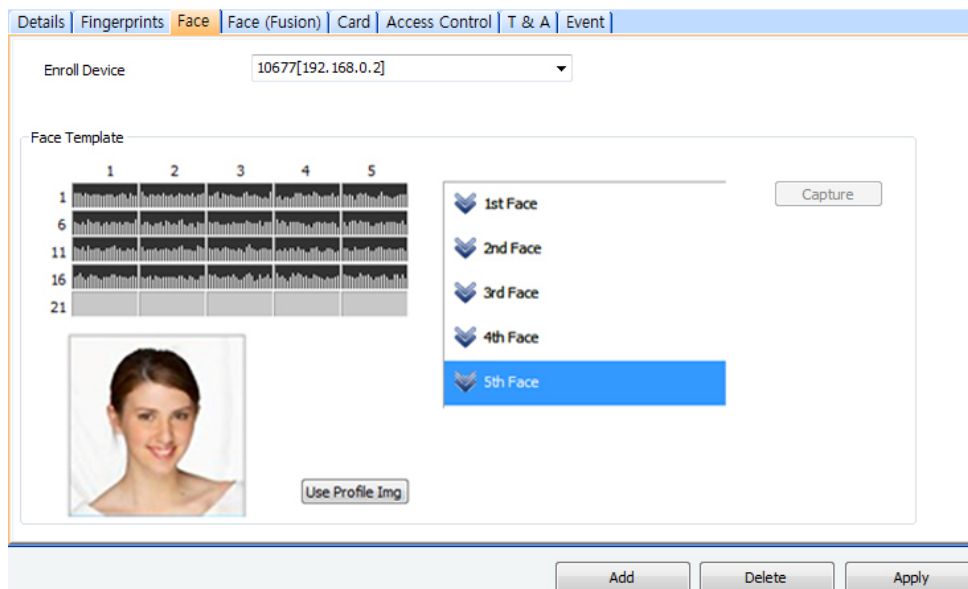 Details Fingerprints Face Face (Fusion) Card Access Control T & A Event
Enroll Device 10677[192.168.0.2]
Face Template
1 2 3 4 5
1
6
11
16
21
1st Face
2nd Face
3rd Face
4th Face
5th Face
Capture
Use Profile Img
Add Delete Apply